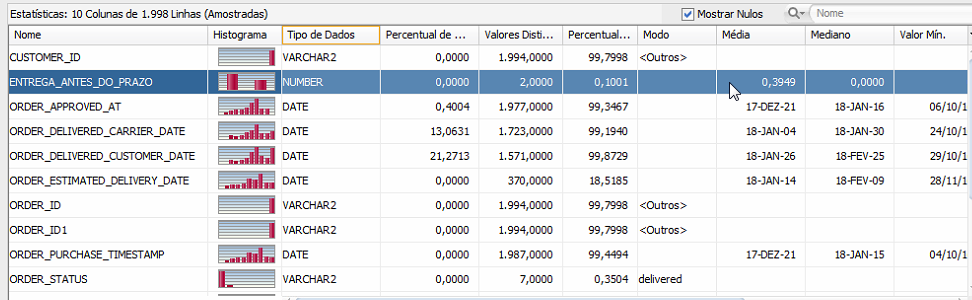 Estatísticas: 10 Colunas de 1.998 Linhas (Amostradas) Mostrar Nulos Nome
Nome Histograma Tipo de Dados Percentual de ... Valores Disti... Percentual... Modo Média Mediano Valor Mín.
CUSTOMER_ID VARCHAR2 0,0000 1.994,0000 99,7998 <Outros>
ENTREGA_ANTES_DO_PRAZO NUMBER 0,0000 2,0000 0,1001 0,3949 0,0000
ORDER_APPROVED_AT DATE 0,4004 1.977,0000 99,3467 17-DEZ-21 18-JAN-16 06/10/1
ORDER_DELIVERED_CARRIER_DATE DATE 13,0631 1.723,0000 99,1940 18-JAN-04 18-JAN-30 24/10/1
ORDER_DELIVERED_CUSTOMER_DATE DATE 21,2713 1.571,0000 99,8729 18-JAN-26 18-FEV-25 29/10/1
ORDER_ESTIMATED_DELIVERY_DATE DATE 0,0000 370,0000 18,5185 18-JAN-14 18-FEV-09 28/11/1
ORDER_ID VARCHAR2 0,0000 1.994,0000 99,7998 <Outros>
ORDER_ID1 VARCHAR2 0,0000 1.994,0000 99,7998 <Outros>
ORDER_PURCHASE_TIMESTAMP DATE 0,0000 1.987,0000 99,4494 17-DEZ-21 18-JAN-15 04/10/1
ORDER_STATUS VARCHAR2 0,0000 7,0000 0,3504 delivered